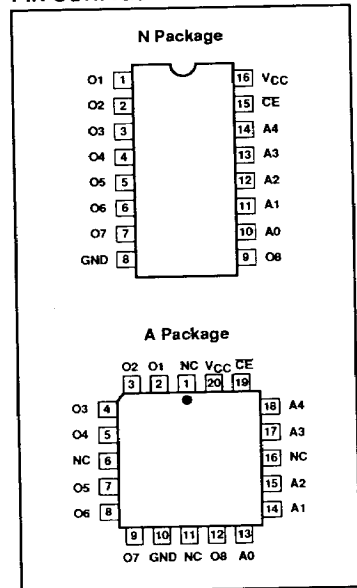 PIN
N Package
O1 1 16 VCC
O2 2 15 CE
O3 3 14 A4
O4 4 13 A3
O5 5 12 A2
O6 6 11 A1
O7 7 10 A0
GND 8 9 O8
A Package
O2 O1 NC VCC CE
3 2 1 20 19
O3 4 18 A4
O4 5 17 A3
NC 6 16 NC
O5 7 15 A2
O6 8 14 A1
9 10 11 12 13
O7 GND NC O8 A0